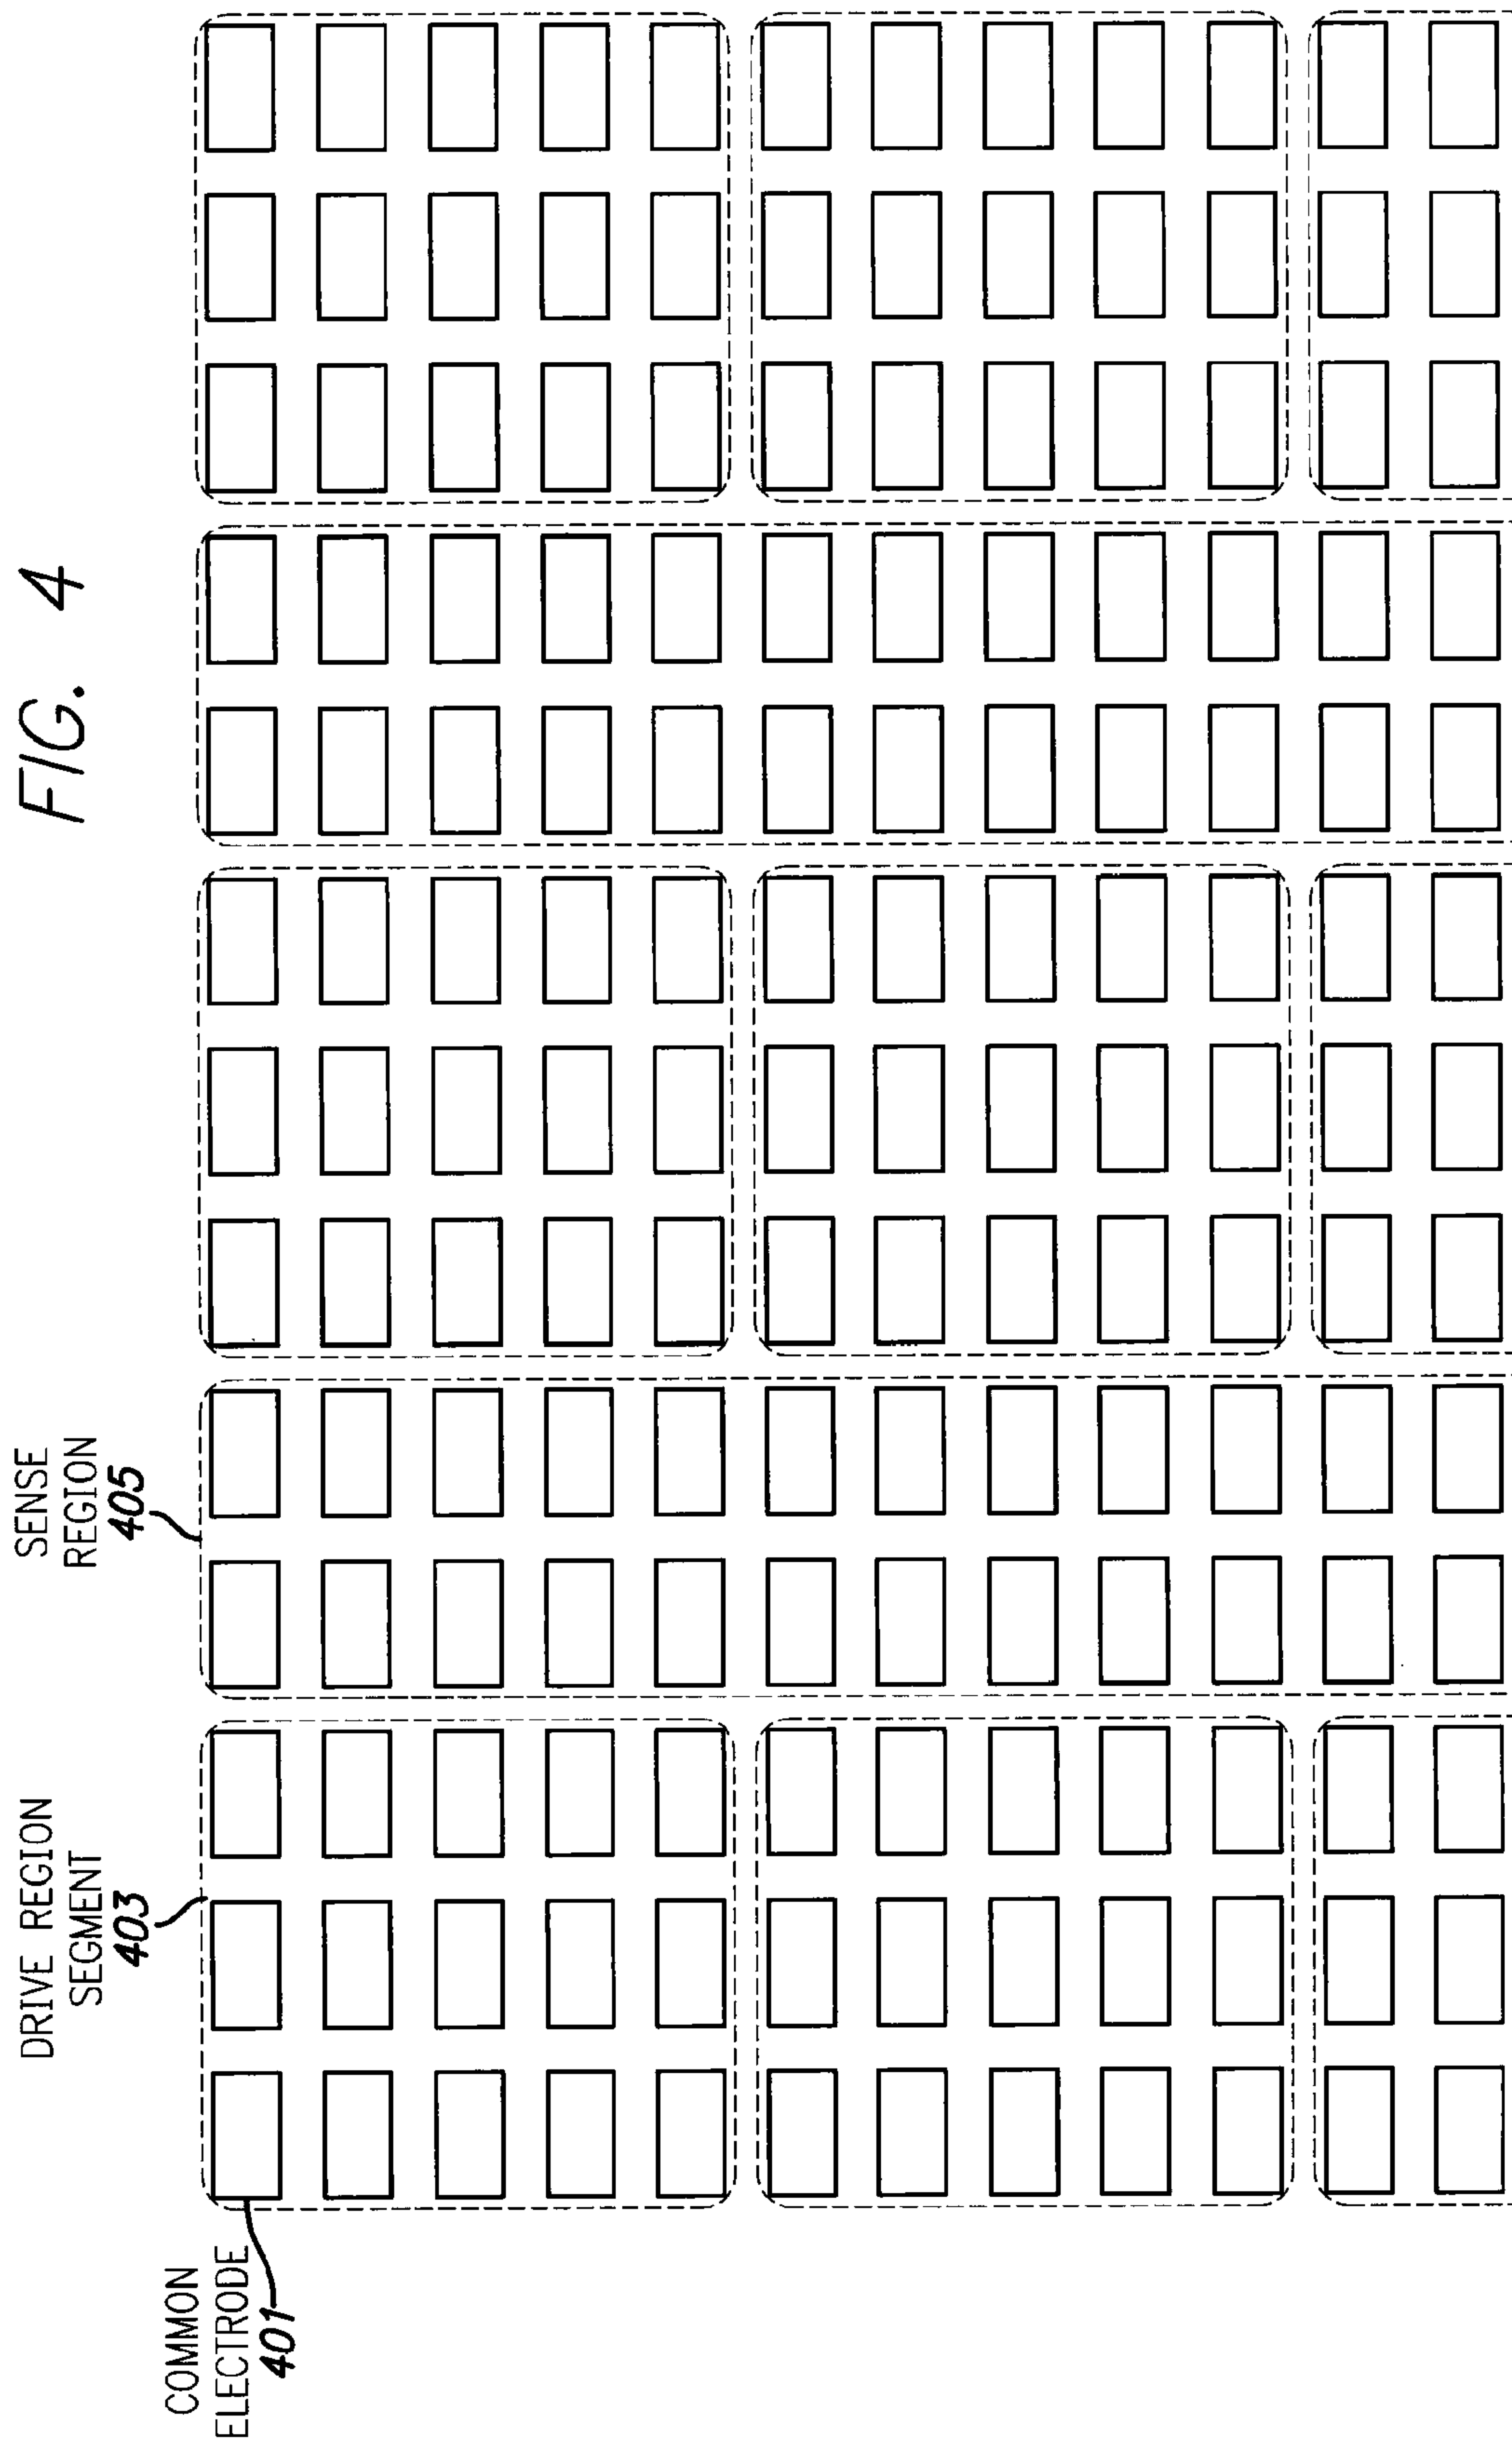 FIG. 4
COMMON
ELECTRODE
401
DRIVE REGION
SEGMENT
403
SENSE
REGION
405